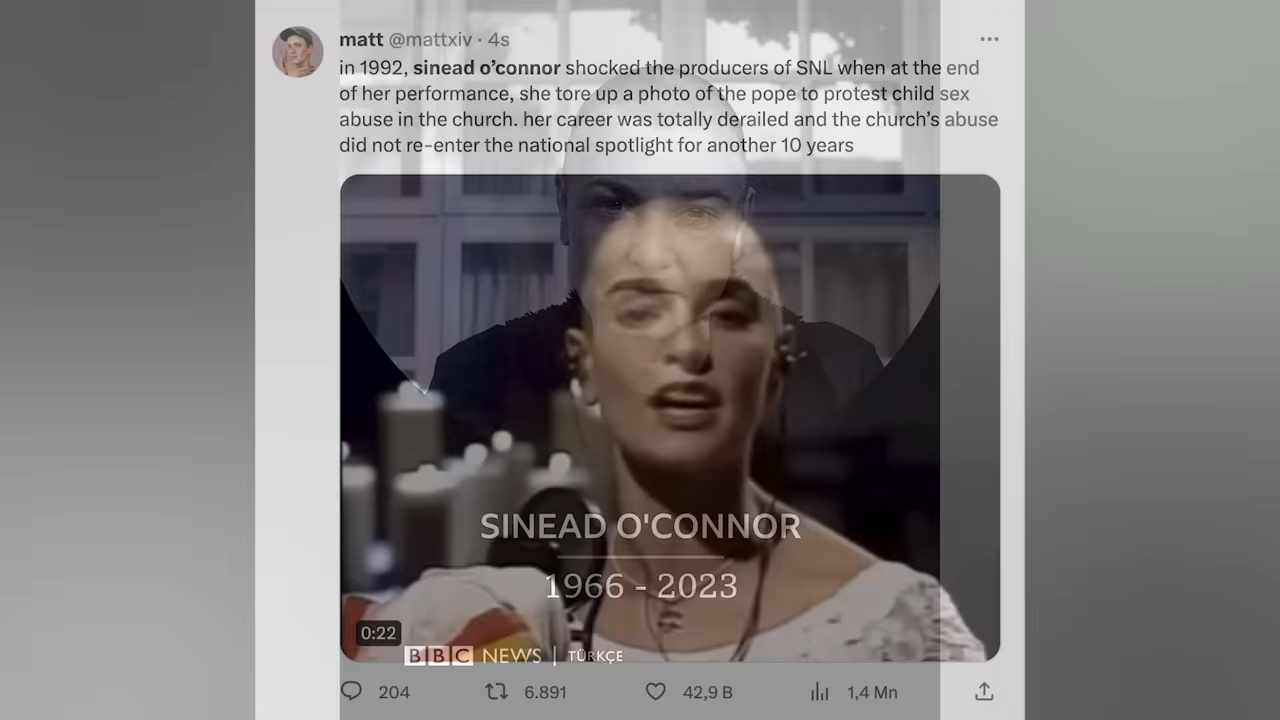 matt @mattxiv · 4s
in 1992, sinead o’connor shocked the producers of SNL when at the end
of her performance, she tore up a photo of the pope to protest child sex
abuse in the church. her career was totally derailed and the church’s abuse
did not re-enter the national spotlight for another 10 years
SINEAD O'CONNOR
1966 - 2023
0:22
BBC NEWS | TÜRKÇE
204 6.891 42,9 B 1,4 Mn